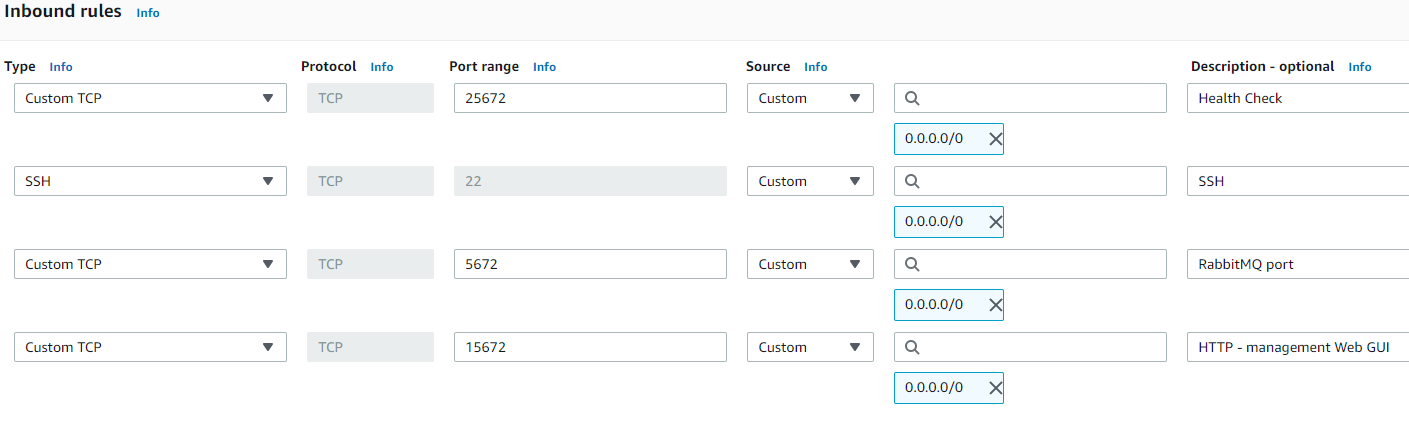 Inbound rules Info
Type Info Protocol Info Port range Info Source Info Description - optional Info
Custom TCP TCP 25672 Custom Health Check
0.0.0.0/0
SSH TCP 22 Custom SSH
0.0.0.0/0
Custom TCP TCP 5672 Custom RabbitMQ port
0.0.0.0/0
Custom TCP TCP 15672 Custom HTTP - management Web GUI
0.0.0.0/0